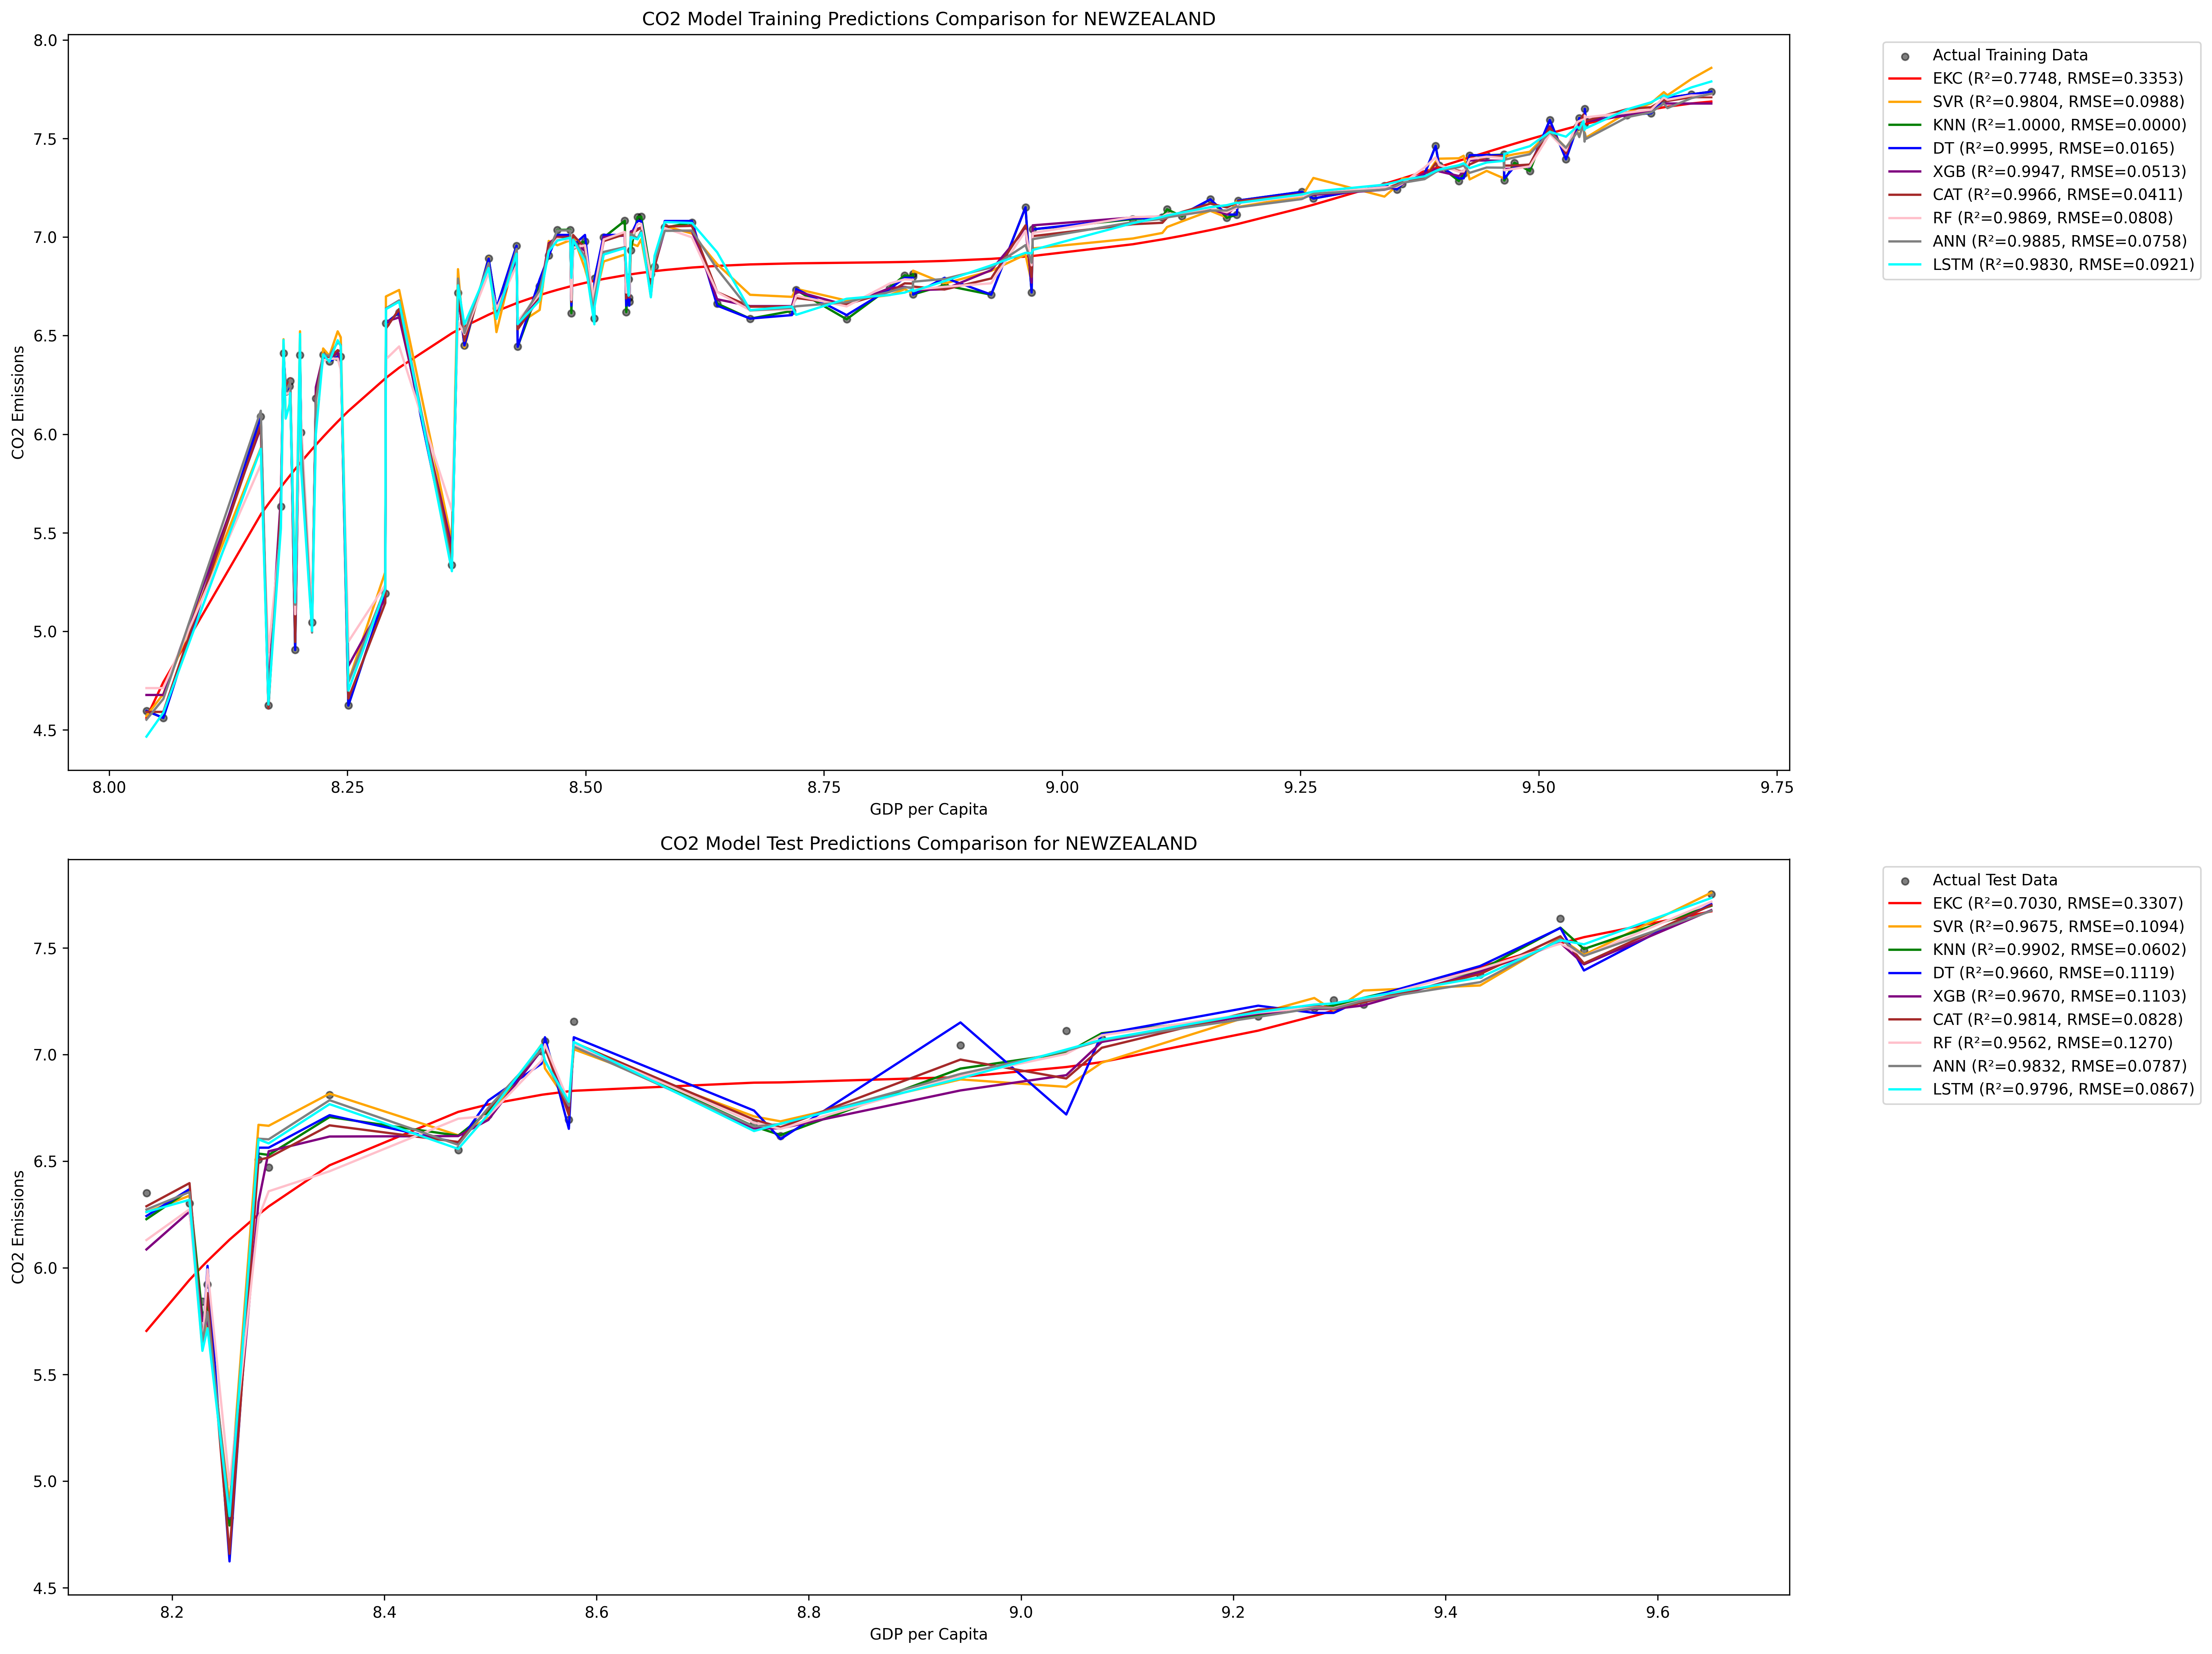 CO2 Model Training Predictions Comparison for NEWZEALAND
8.0
7.5
7.0
6.5
6.0
5.5
5.0
4.5
CO2 Emissions
8.00 8.25 8.50 8.75 9.00 9.25 9.50 9.75
GDP per Capita
Actual Training Data
EKC (R²=0.7748, RMSE=0.3353)
SVR (R²=0.9804, RMSE=0.0988)
KNN (R²=1.0000, RMSE=0.0000)
DT (R²=0.9995, RMSE=0.0165)
XGB (R²=0.9947, RMSE=0.0513)
CAT (R²=0.9966, RMSE=0.0411)
RF (R²=0.9869, RMSE=0.0808)
ANN (R²=0.9885, RMSE=0.0758)
LSTM (R²=0.9830, RMSE=0.0921)
CO2 Model Test Predictions Comparison for NEWZEALAND
7.5
7.0
6.5
6.0
5.5
5.0
4.5
CO2 Emissions
8.2 8.4 8.6 8.8 9.0 9.2 9.4 9.6
GDP per Capita
Actual Test Data
EKC (R²=0.7030, RMSE=0.3307)
SVR (R²=0.9675, RMSE=0.1094)
KNN (R²=0.9902, RMSE=0.0602)
DT (R²=0.9660, RMSE=0.1119)
XGB (R²=0.9670, RMSE=0.1103)
CAT (R²=0.9814, RMSE=0.0828)
RF (R²=0.9562, RMSE=0.1270)
ANN (R²=0.9832, RMSE=0.0787)
LSTM (R²=0.9796, RMSE=0.0867)